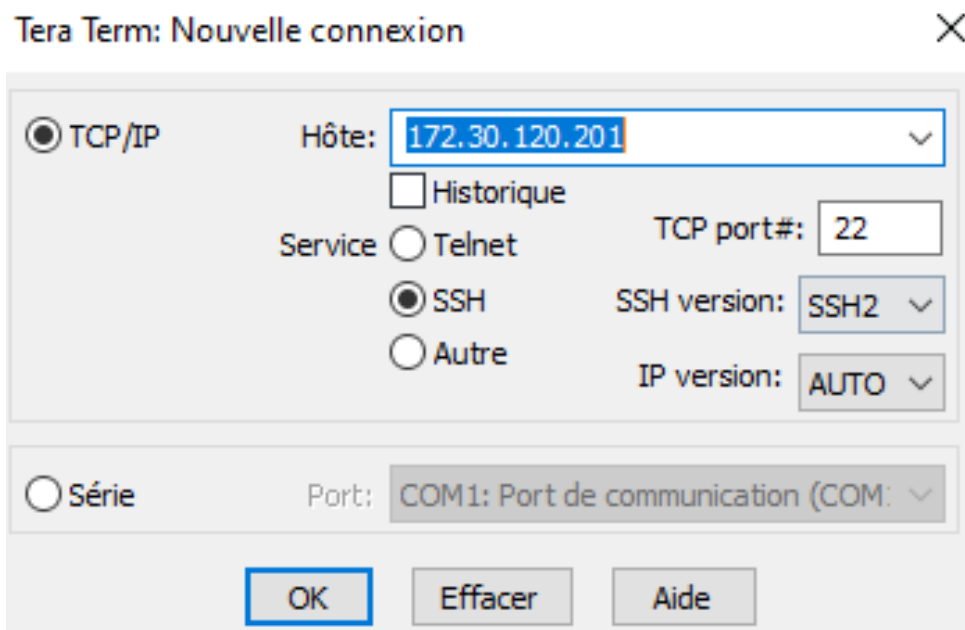 Tera Term: Nouvelle connexion
TCP/IP Hôte: 172.30.120.201
Historique
Service Telnet TCP port#: 22
SSH SSH version: SSH2
Autre IP version: AUTO
Série Port: COM1: Port de communication (COM1
OK Effacer Aide